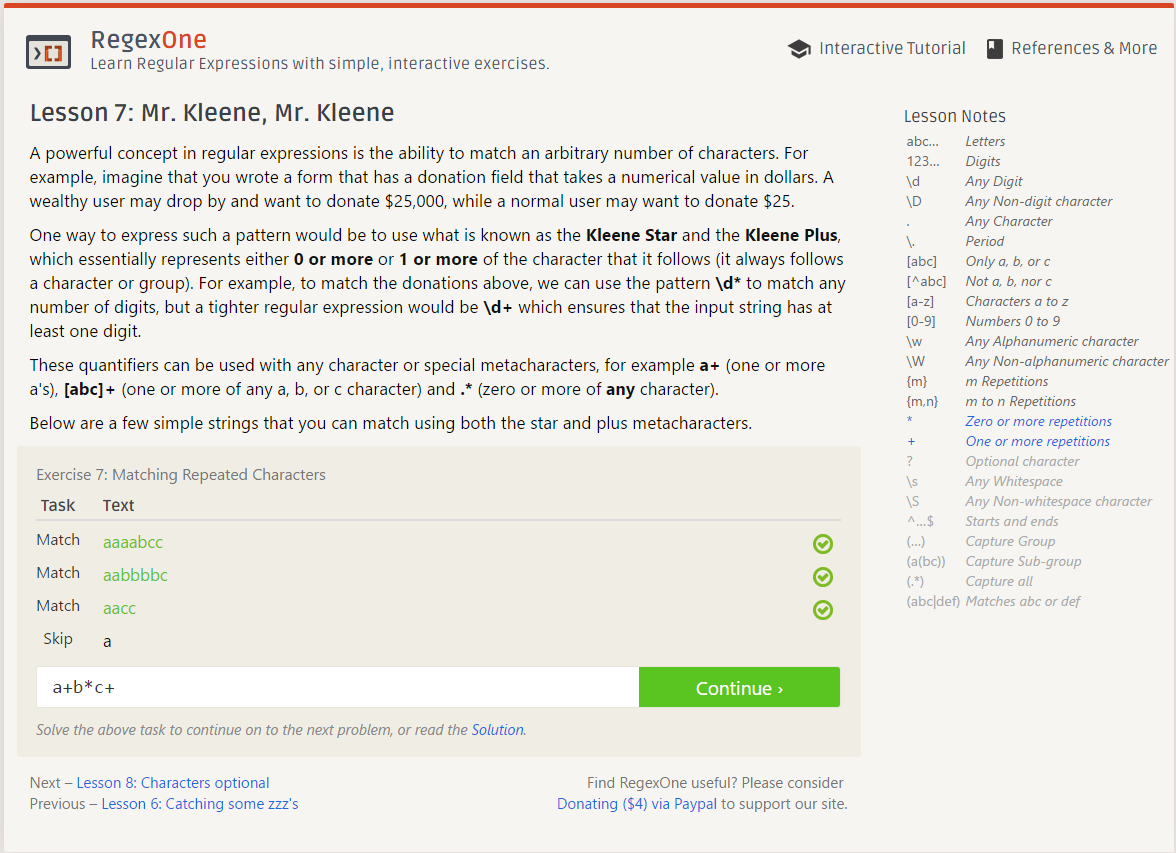 RegexOne
Learn Regular Expressions with simple, interactive exercises.
Interactive Tutorial
References & More
Lesson 7: Mr. Kleene, Mr. Kleene
A powerful concept in regular expressions is the ability to match an arbitrary number of characters. For
example, imagine that you wrote a form that has a donation field that takes a numerical value in dollars. A
wealthy user may drop by and want to donate $25,000, while a normal user may want to donate $25.
One way to express such a pattern would be to use what is known as the Kleene Star and the Kleene Plus,
which essentially represents either 0 or more or 1 or more of the character that it follows (it always follows
a character or group). For example, to match the donations above, we can use the pattern \d* to match any
number of digits, but a tighter regular expression would be \d+ which ensures that the input string has at
least one digit.
These quantifiers can be used with any character or special metacharacters, for example a+ (one or more
a's), [abc]+ (one or more of any a, b, or c character) and .* (zero or more of any character).
Below are a few simple strings that you can match using both the star and plus metacharacters.
Exercise 7: Matching Repeated Characters
Task Text
Match aaaabcc
Match aabbbbc
Match aacc
Skip a
a+b*c+
Continue ›
Solve the above task to continue on to the next problem, or read the Solution.
Next – Lesson 8: Characters optional
Previous – Lesson 6: Catching some zzz's
Find RegexOne useful? Please consider
Donating ($4) via Paypal to support our site.
Lesson Notes
abc… Letters
123… Digits
\d Any Digit
\D Any Non-digit character
. Any Character
\. Period
[abc] Only a, b, or c
[^abc] Not a, b, nor c
[a-z] Characters a to z
[0-9] Numbers 0 to 9
\w Any Alphanumeric character
\W Any Non-alphanumeric character
{m} m Repetitions
{m,n} m to n Repetitions
* Zero or more repetitions
+ One or more repetitions
? Optional character
\s Any Whitespace
\S Any Non-whitespace character
^…$ Starts and ends
(…) Capture Group
(a(bc)) Capture Sub-group
(.*) Capture all
(abc|def) Matches abc or def